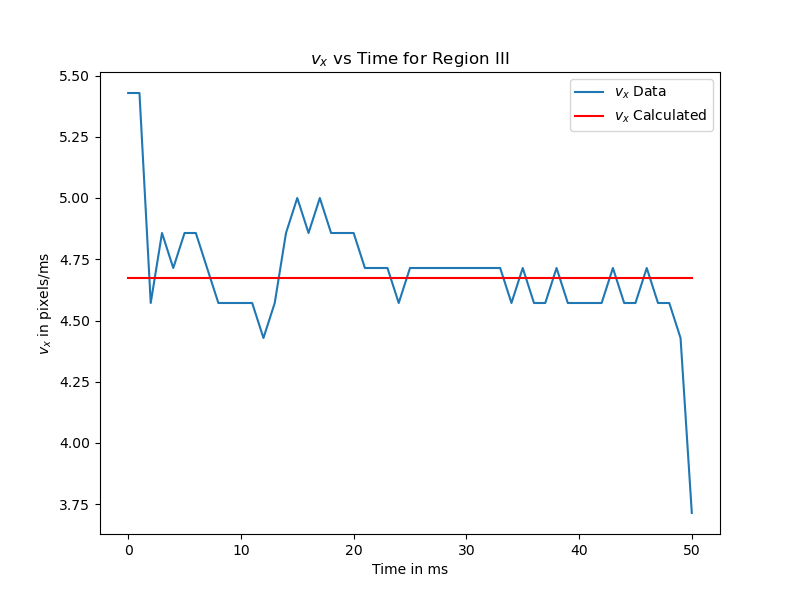 v_x vs Time for Region III
v_x Data
v_x Calculated
5.50
5.25
5.00
4.75
4.50
4.25
4.00
3.75
v_x in pixels/ms
0 10 20 30 40 50
Time in ms